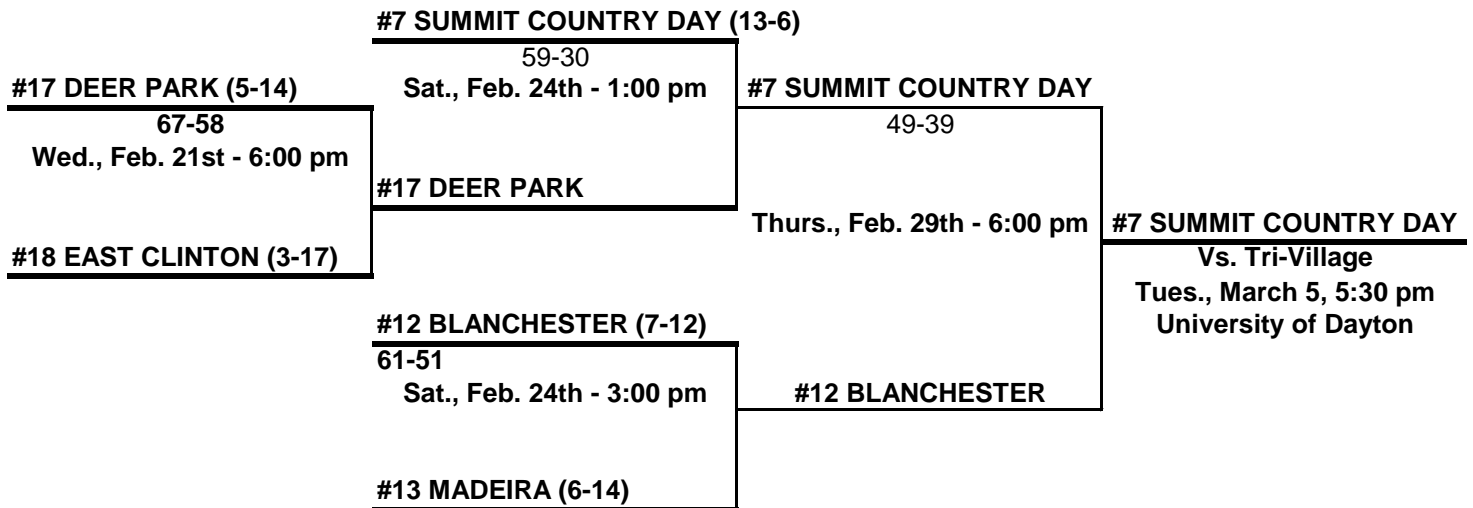 #7 SUMMIT COUNTRY DAY (13-6)
59-30
Sat., Feb. 24th - 1:00 pm
#17 DEER PARK (5-14)
67-58
Wed., Feb. 21st - 6:00 pm
#17 DEER PARK
#18 EAST CLINTON (3-17)
#7 SUMMIT COUNTRY DAY
49-39
Thurs., Feb. 29th - 6:00 pm
#12 BLANCHESTER (7-12)
61-51
Sat., Feb. 24th - 3:00 pm
#12 BLANCHESTER
#13 MADEIRA (6-14)
#7 SUMMIT COUNTRY DAY
Vs. Tri-Village
Tues., March 5, 5:30 pm
University of Dayton